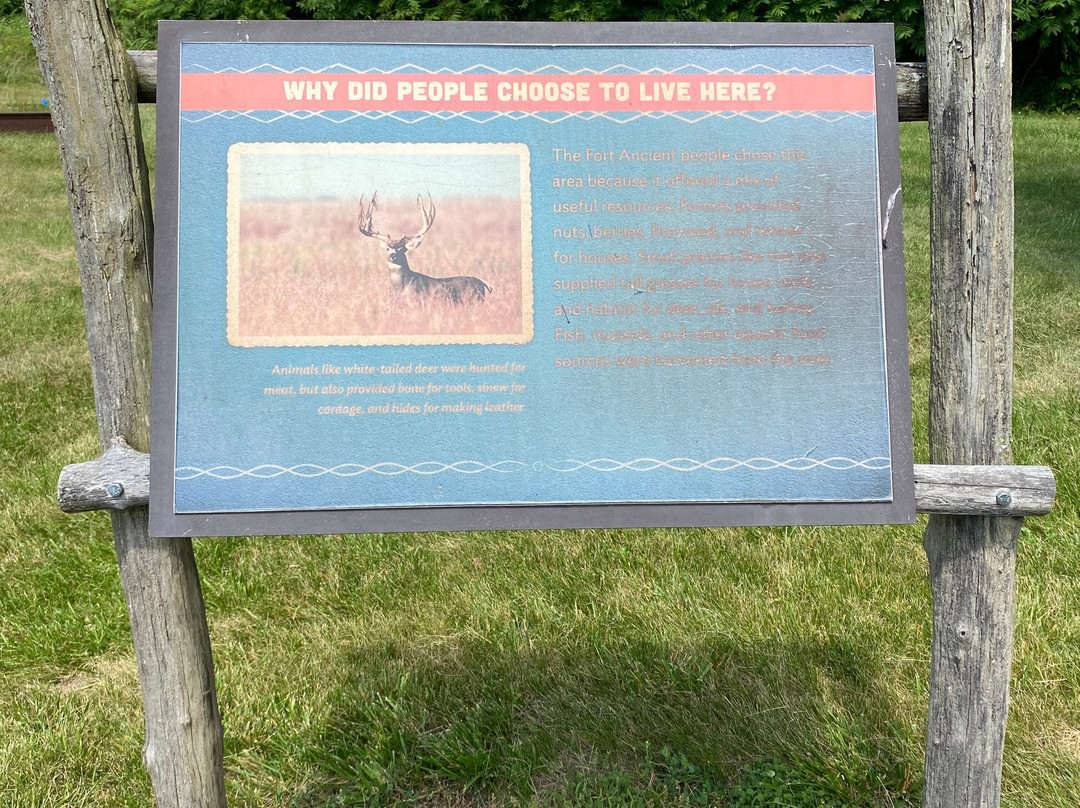 WHY DID PEOPLE CHOOSE TO LIVE HERE?
The Fort Ancient people chose this
area because it offered a mix of
useful resources. Forests provided
nuts, berries, firewood, and timber
for houses. Small prairies like this one
supplied tall grasses for house roofs
and habitat for deer, elk, and turkey.
Fish, mussels, and other aquatic food
sources were harvested from the river.
Animals like white-tailed deer were hunted for
meat, but also provided bone for tools, sinew for
cordage, and hides for making leather.